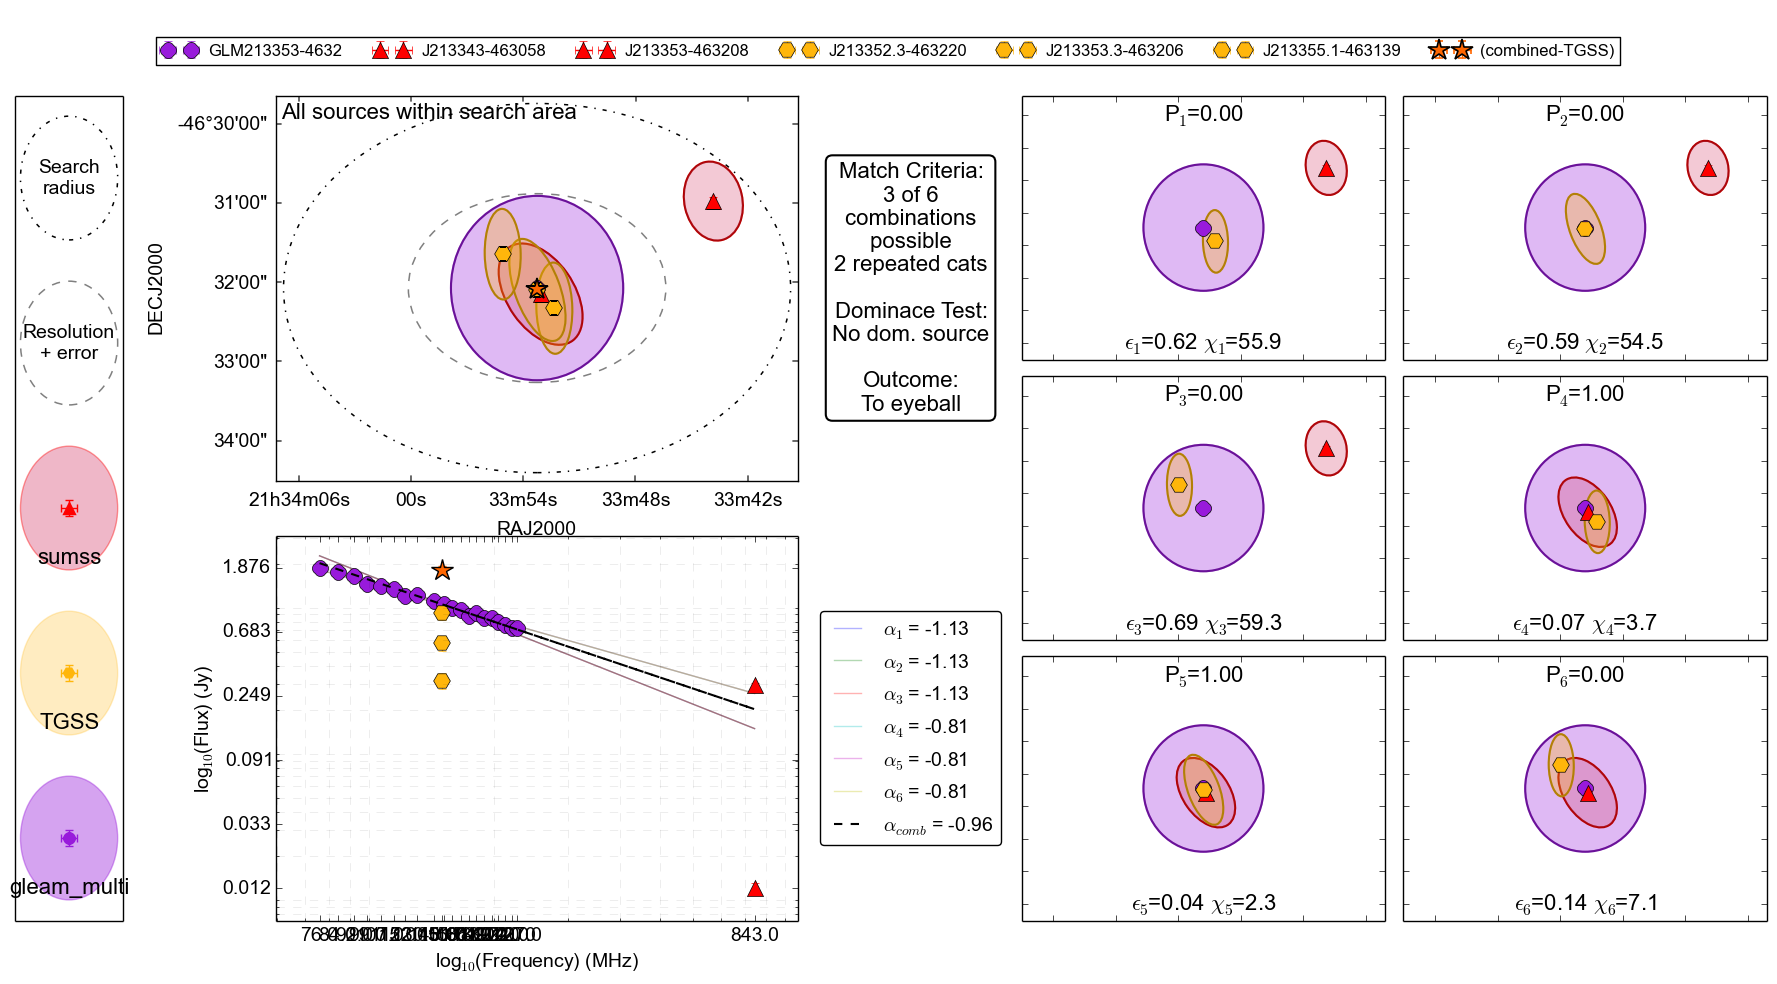 GLM213353-4632
J213343-463058
J213353-463208
J213352.3-463220
J213353.3-463206
J213355.1-463139
(combined-TGSS)
Search
radius
Resolution
+ error
sumss
TGSS
gleam_multi
All sources within search area
-46°30'00"
31'00"
32'00"
33'00"
34'00"
DECJ2000
21h34m06s
00s
33m54s
33m48s
33m42s
RAJ2000
Match Criteria:
3 of 6
combinations
possible
2 repeated cats
Dominace Test:
No dom. source
Outcome:
To eyeball
1.876
0.683
0.249
0.091
0.033
0.012
log₁₀(Flux) (Jy)
843.0
log₁₀(Frequency) (MHz)
α₁ = -1.13
α₂ = -1.13
α₃ = -1.13
α₄ = -0.81
α₅ = -0.81
α₆ = -0.81
α_comb = -0.96
P₁=0.00
ϵ₁=0.62 χ₁=55.9
P₂=0.00
ϵ₂=0.59 χ₂=54.5
P₃=0.00
ϵ₃=0.69 χ₃=59.3
P₄=1.00
ϵ₄=0.07 χ₄=3.7
P₅=1.00
ϵ₅=0.04 χ₅=2.3
P₆=0.00
ϵ₆=0.14 χ₆=7.1